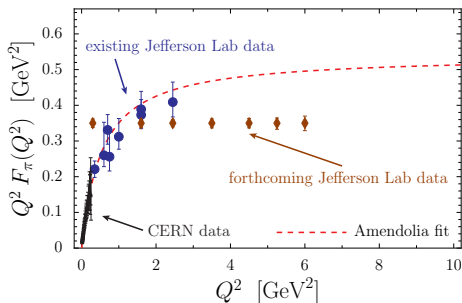 0.6
existing Jefferson Lab data
0.5
0.4
0.3
0.2
forthcoming Jefferson Lab data
0.1
CERN data
Amendolia fit
0
0 2 4 6 8 10
Q² [GeV²]
Q² Fπ(Q²) [GeV²]